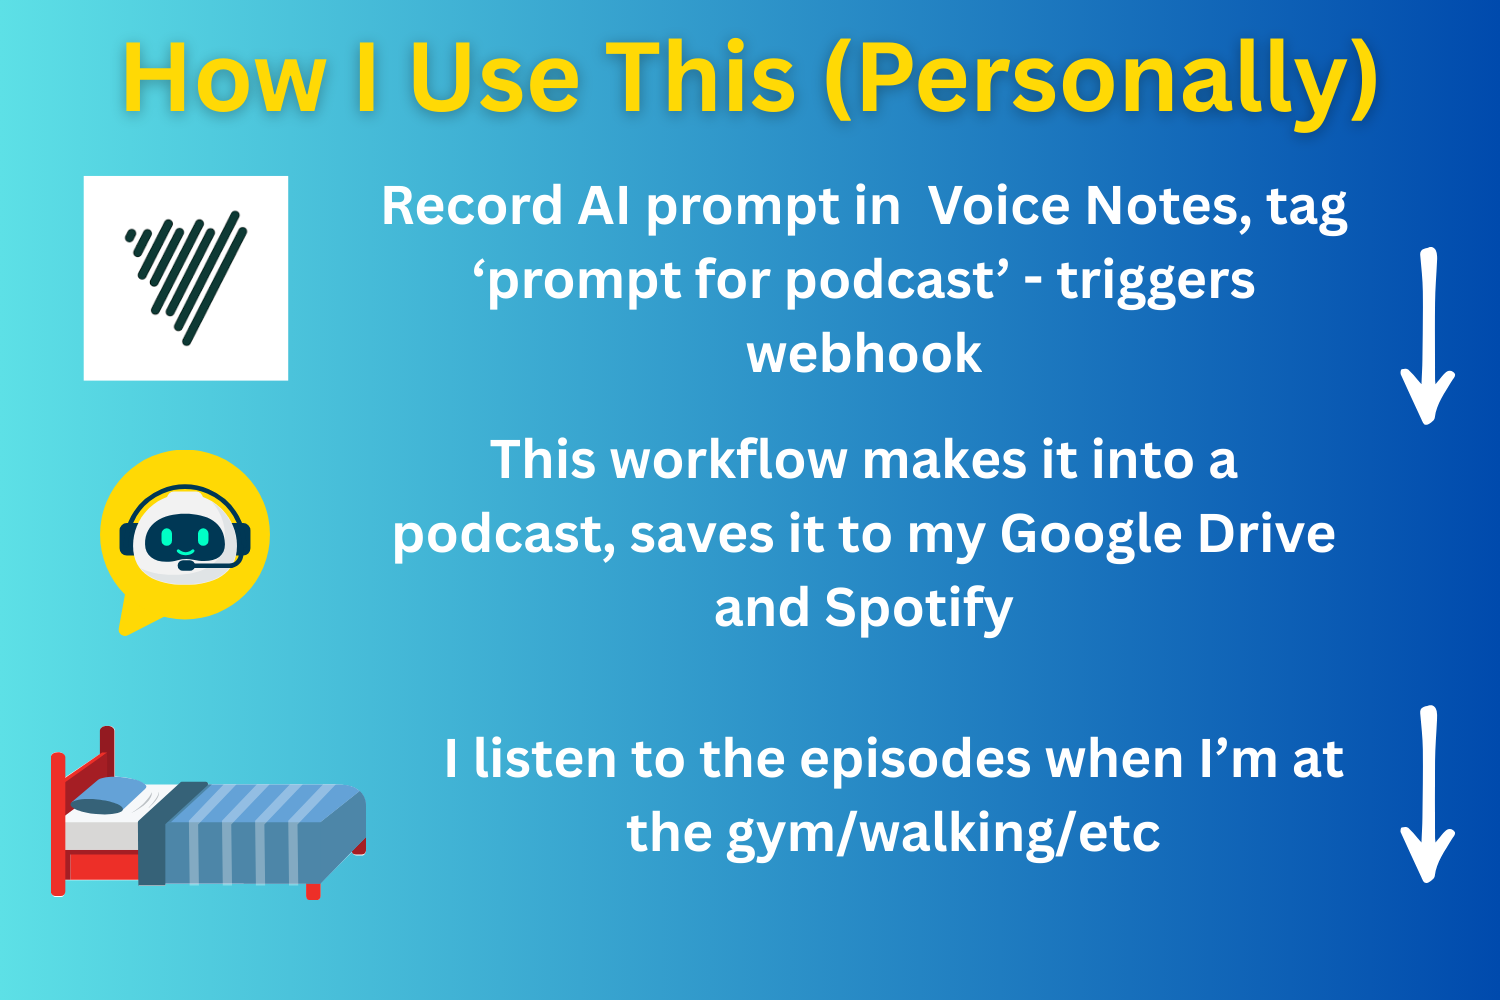 How I Use This (Personally)
Record AI prompt in  Voice Notes, tag
‘prompt for podcast’ - triggers
webhook
This workflow makes it into a
podcast, saves it to my Google Drive
and Spotify
I listen to the episodes when I’m at
the gym/walking/etc